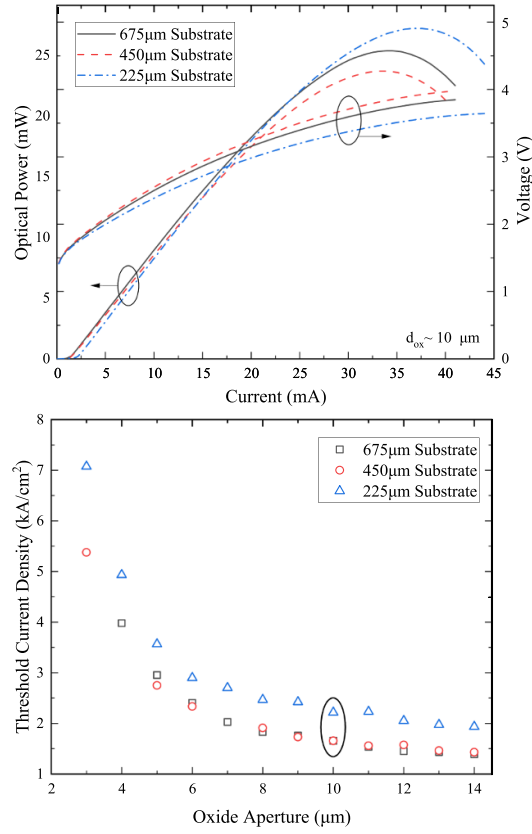 675μm Substrate
450μm Substrate
225μm Substrate
25
20
15
10
5
0
Optical Power (mW)
5
4
3
2
1
0
Voltage (V)
d_ox~ 10 μm
0 5 10 15 20 25 30 35 40 45
Current (mA)
675μm Substrate
450μm Substrate
225μm Substrate
8
7
6
5
4
3
2
1
Threshold Current Density (kA/cm²)
2 4 6 8 10 12 14
Oxide Aperture (μm)